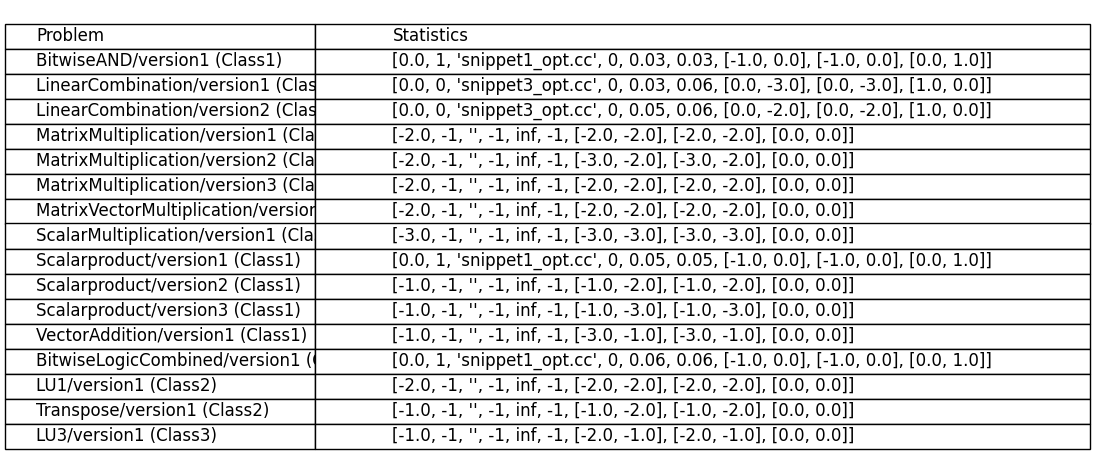 Problem Statistics
BitwiseAND/version1 (Class1) [0.0, 1, 'snippet1_opt.cc', 0, 0.03, 0.03, [-1.0, 0.0], [-1.0, 0.0], [0.0, 1.0]]
LinearCombination/version1 (Clas [0.0, 0, 'snippet3_opt.cc', 0, 0.03, 0.06, [0.0, -3.0], [0.0, -3.0], [1.0, 0.0]]
LinearCombination/version2 (Clas [0.0, 0, 'snippet3_opt.cc', 0, 0.05, 0.06, [0.0, -2.0], [0.0, -2.0], [1.0, 0.0]]
MatrixMultiplication/version1 (Cla [-2.0, -1, '', -1, inf, -1, [-2.0, -2.0], [-2.0, -2.0], [0.0, 0.0]]
MatrixMultiplication/version2 (Cla [-2.0, -1, '', -1, inf, -1, [-3.0, -2.0], [-3.0, -2.0], [0.0, 0.0]]
MatrixMultiplication/version3 (Cla [-2.0, -1, '', -1, inf, -1, [-2.0, -2.0], [-2.0, -2.0], [0.0, 0.0]]
MatrixVectorMultiplication/version [-2.0, -1, '', -1, inf, -1, [-2.0, -2.0], [-2.0, -2.0], [0.0, 0.0]]
ScalarMultiplication/version1 (Cla [-3.0, -1, '', -1, inf, -1, [-3.0, -3.0], [-3.0, -3.0], [0.0, 0.0]]
Scalarproduct/version1 (Class1) [0.0, 1, 'snippet1_opt.cc', 0, 0.05, 0.05, [-1.0, 0.0], [-1.0, 0.0], [0.0, 1.0]]
Scalarproduct/version2 (Class1) [-1.0, -1, '', -1, inf, -1, [-1.0, -2.0], [-1.0, -2.0], [0.0, 0.0]]
Scalarproduct/version3 (Class1) [-1.0, -1, '', -1, inf, -1, [-1.0, -3.0], [-1.0, -3.0], [0.0, 0.0]]
VectorAddition/version1 (Class1) [-1.0, -1, '', -1, inf, -1, [-3.0, -1.0], [-3.0, -1.0], [0.0, 0.0]]
BitwiseLogicCombined/version1 ( [0.0, 1, 'snippet1_opt.cc', 0, 0.06, 0.06, [-1.0, 0.0], [-1.0, 0.0], [0.0, 1.0]]
LU1/version1 (Class2) [-2.0, -1, '', -1, inf, -1, [-2.0, -2.0], [-2.0, -2.0], [0.0, 0.0]]
Transpose/version1 (Class2) [-1.0, -1, '', -1, inf, -1, [-1.0, -2.0], [-1.0, -2.0], [0.0, 0.0]]
LU3/version1 (Class3) [-1.0, -1, '', -1, inf, -1, [-2.0, -1.0], [-2.0, -1.0], [0.0, 0.0]]